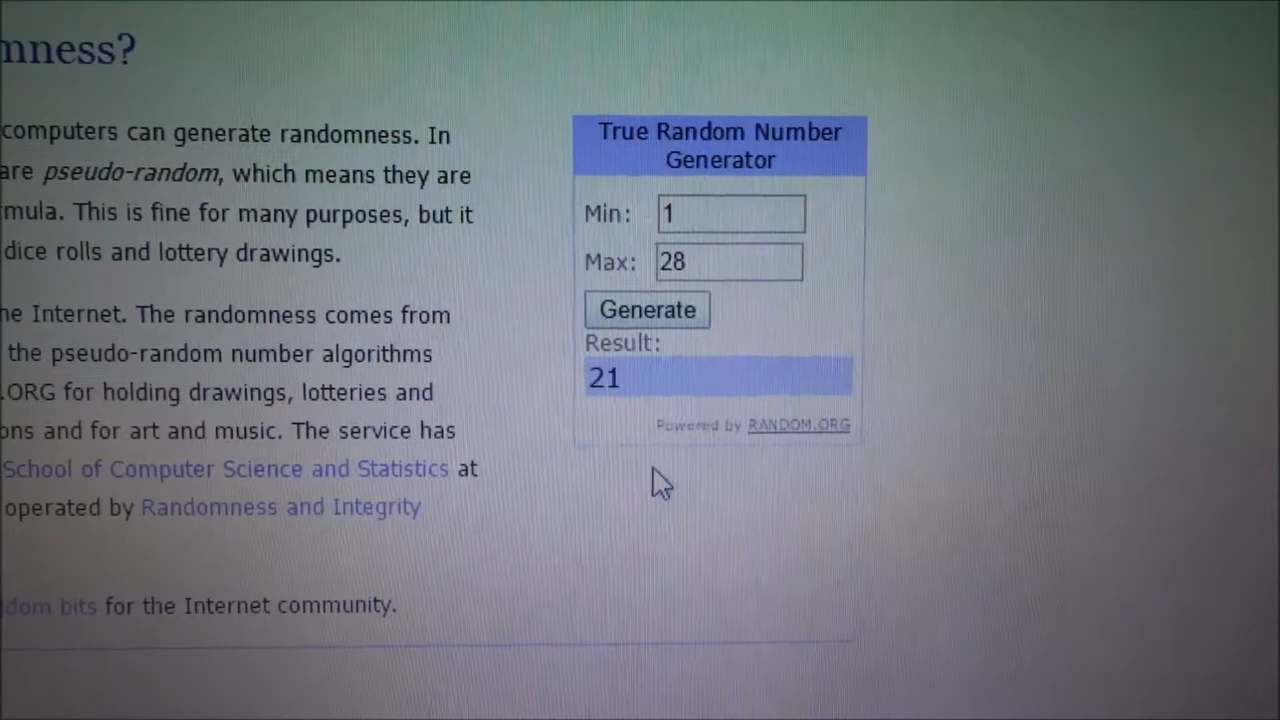 mness?
computers can generate randomness. In
are pseudo-random, which means they are
rmula. This is fine for many purposes, but it
dice rolls and lottery drawings.
he Internet. The randomness comes from
the pseudo-random number algorithms
.ORG for holding drawings, lotteries and
ons and for art and music. The service has
School of Computer Science and Statistics at
operated by Randomness and Integrity
dom bits for the Internet community.
True Random Number
Generator
Min: 1
Max: 28
Generate
Result:
21
Powered by RANDOM.ORG